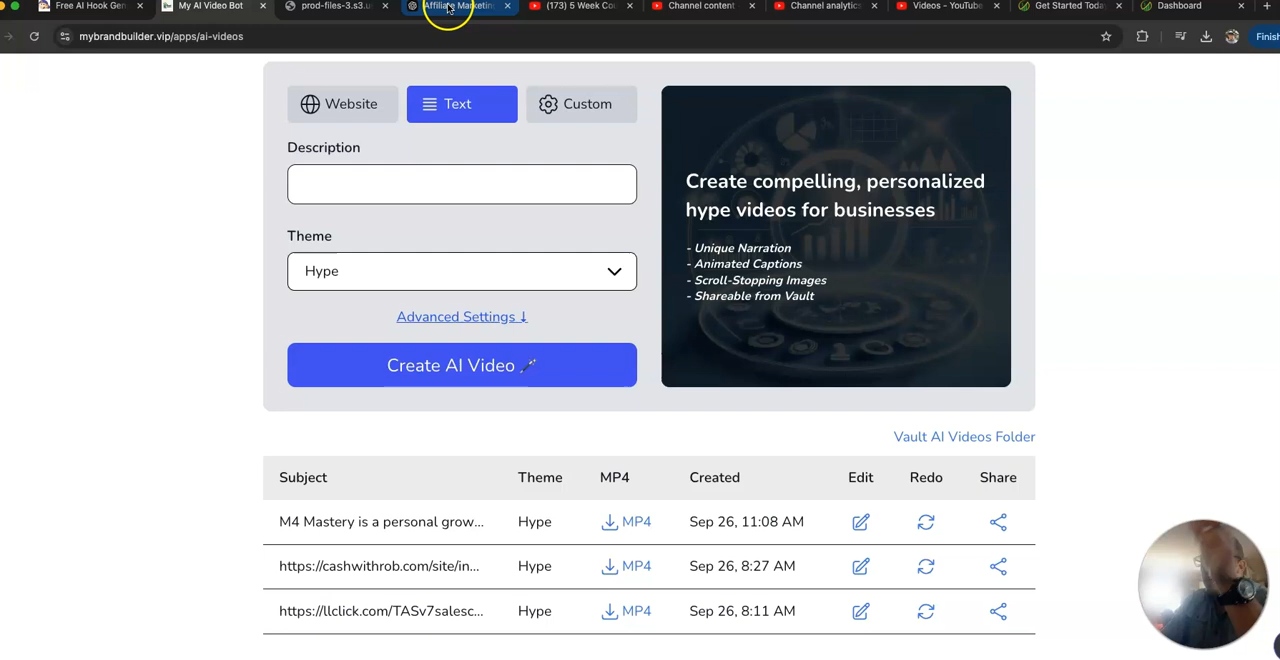 Free AI Hook Gen
My AI Video Bot
prod-files-3.s3.u
Affiliate Marketin
(173) 5 Week Cou
Channel content
Channel analytics
Videos - YouTube
Get Started Toda
Dashboard
mybrandbuilder.vip/apps/ai-videos
Finish
Website
Text
Custom
Description
Theme
Hype
Advanced Settings ↓
Create AI Video
Create compelling, personalized
hype videos for businesses
- Unique Narration
- Animated Captions
- Scroll-Stopping Images
- Shareable from Vault
Vault AI Videos Folder
Subject Theme MP4 Created Edit Redo Share
M4 Mastery is a personal grow... Hype MP4 Sep 26, 11:08 AM
https://cashwithrob.com/site/in... Hype MP4 Sep 26, 8:27 AM
https://llclick.com/TASv7salesc... Hype MP4 Sep 26, 8:11 AM